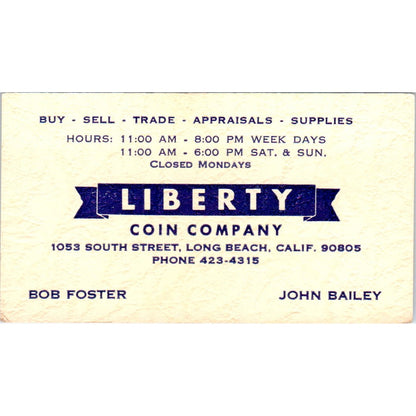 BUY - SELL - TRADE - APPRAISALS - SUPPLIES
HOURS: 11:00 AM - 8:00 PM WEEK DAYS
11:00 AM - 6:00 PM SAT. & SUN.
CLOSED MONDAYS
LIBERTY
COIN COMPANY
1053 SOUTH STREET, LONG BEACH, CALIF. 90805
PHONE 423-4315
BOB FOSTER JOHN BAILEY